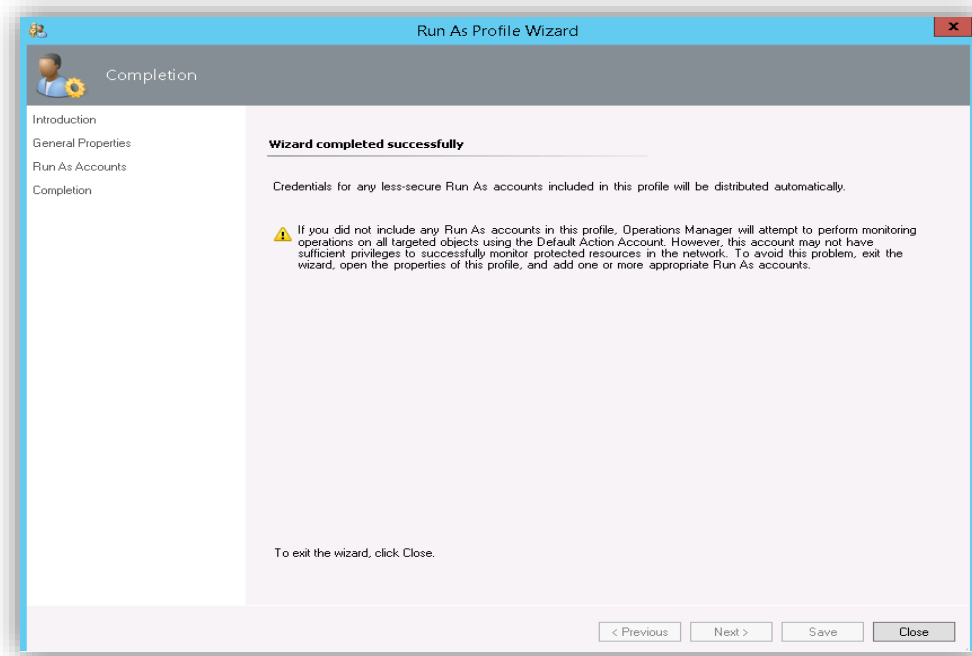 Run As Profile Wizard
x
Completion
Introduction
General Properties
Run As Accounts
Completion
Wizard completed successfully
Credentials for any less-secure Run As accounts included in this profile will be distributed automatically.
If you did not include any Run As accounts in this profile, Operations Manager will attempt to perform monitoring
operations on all targeted objects using the Default Action Account. However, this account may not have
sufficient privileges to successfully monitor protected resources in the network. To avoid this problem, exit the
wizard, open the properties of this profile, and add one or more appropriate Run As accounts.
To exit the wizard, click Close.
< Previous
Next >
Save
Close